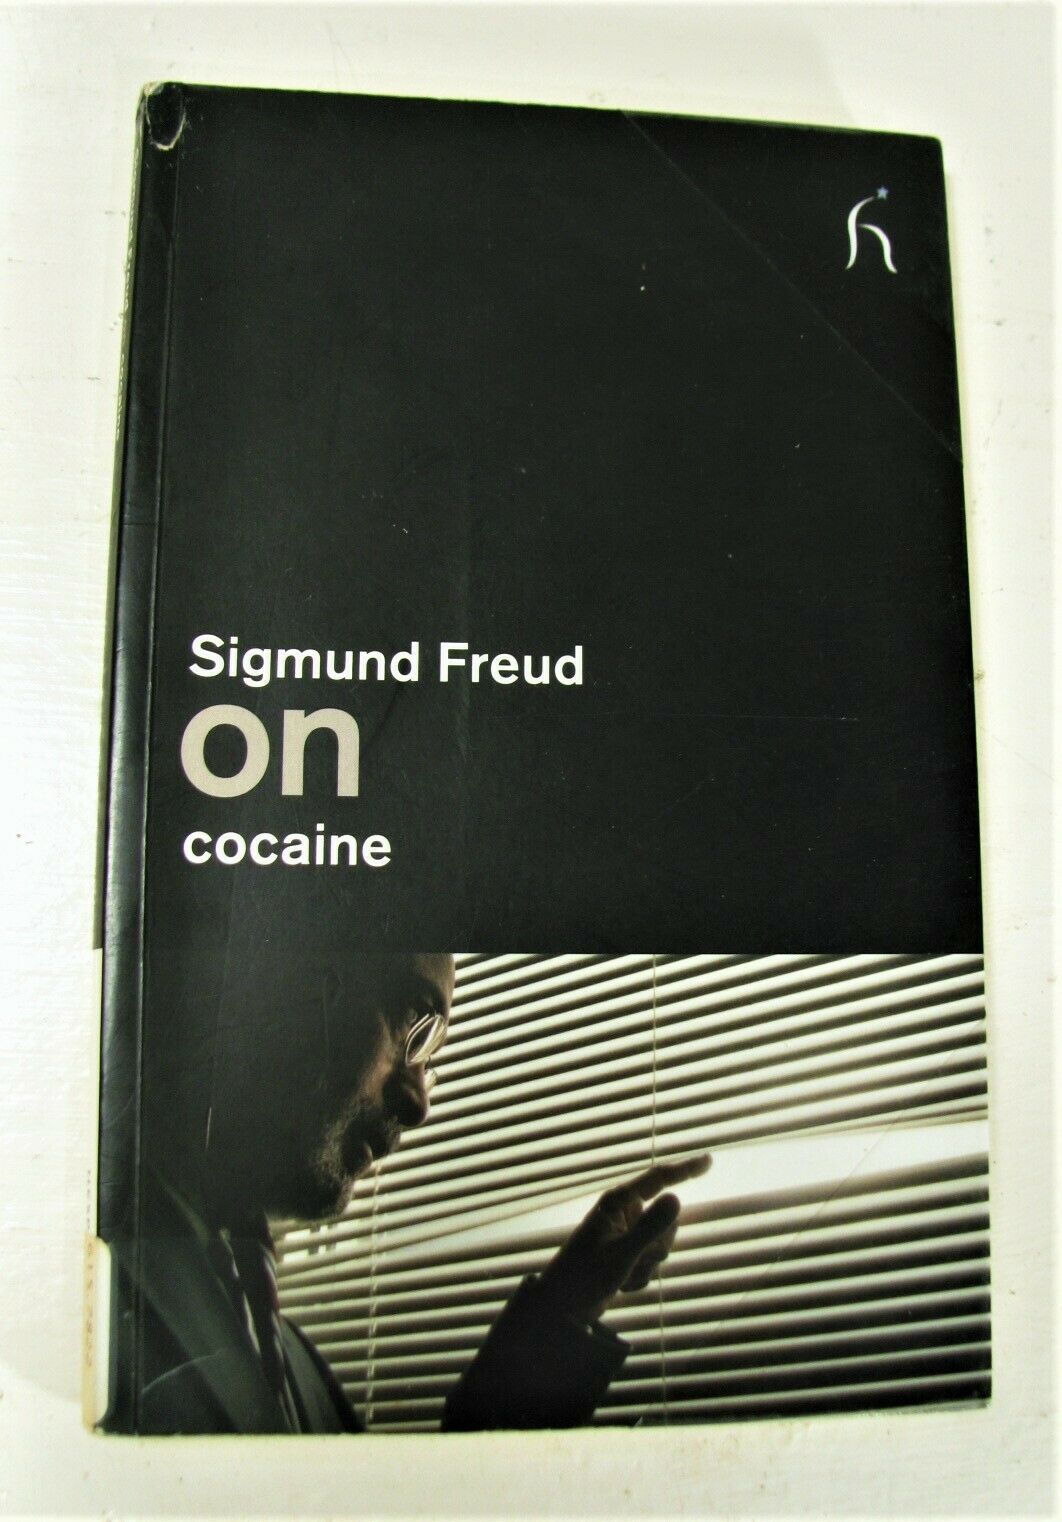 Sigmund Freud
on
cocaine